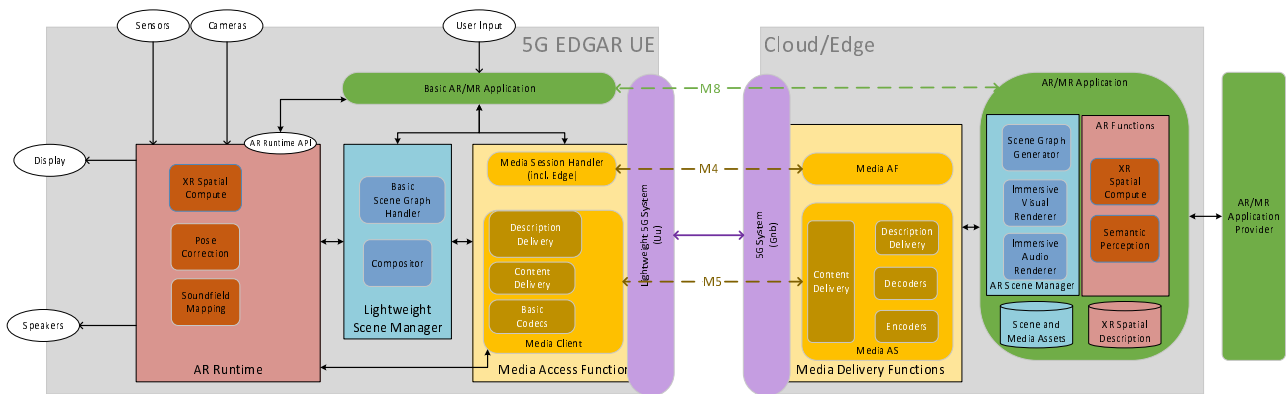 Sensors
Cameras
User Input
5G EDGAR UE
Cloud/Edge
Basic AR/MR Application
M8
AR/MR Application
AR Runtime API
Display
XR Spatial
Compute
Pose
Correction
Soundfield
Mapping
Speakers
AR Runtime
Basic
Scene Graph
Handler
Compositor
Lightweight
Scene Manager
Media Session Handler
(incl. Edge)
Description
Delivery
Content
Delivery
Basic
Codecs
Media Client
Media Access Function
Lightweight 5G System
(Uu)
M4
M5
5G System
(Gnb)
Media AF
Content
Delivery
Description
Delivery
Decoders
Encoders
Media AS
Media Delivery Functions
Scene Graph
Generator
Immersive
Visual
Renderer
Immersive
Audio
Renderer
AR Scene Manager
AR Functions
XR
Spatial
Compute
Semantic
Perception
Scene and
Media Assets
XR Spatial
Description
AR/MR
Application
Provider